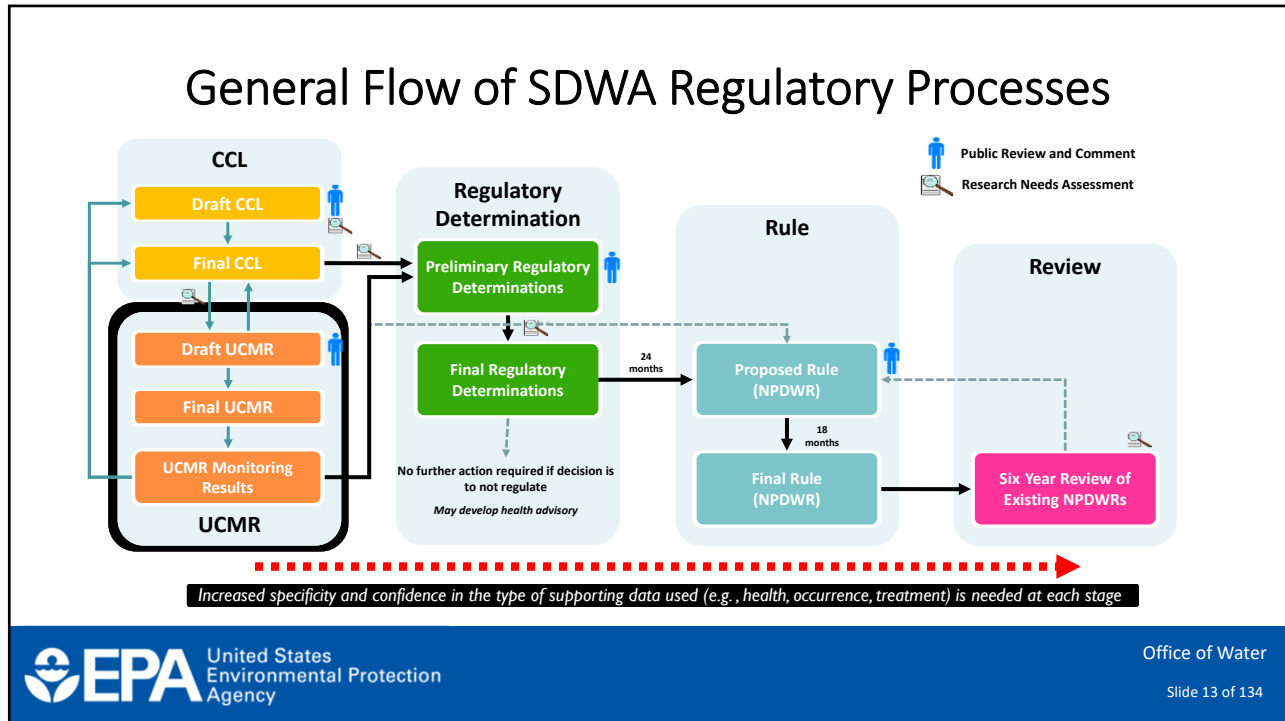 General Flow of SDWA Regulatory Processes
Public Review and Comment
Research Needs Assessment
CCL
Draft CCL
Final CCL
Draft UCMR
Final UCMR
UCMR Monitoring
Results
UCMR
Regulatory
Determination
Preliminary Regulatory
Determinations
Final Regulatory
Determinations
No further action required if decision is
to not regulate
May develop health advisory
24
months
Rule
Proposed Rule
(NPDWR)
18
months
Final Rule
(NPDWR)
Review
Six Year Review of
Existing NPDWRs
Increased specificity and confidence in the type of supporting data used (e.g., health, occurrence, treatment) is needed at each stage
EPA
United States
Environmental Protection
Agency
Office of Water
Slide 13 of 134